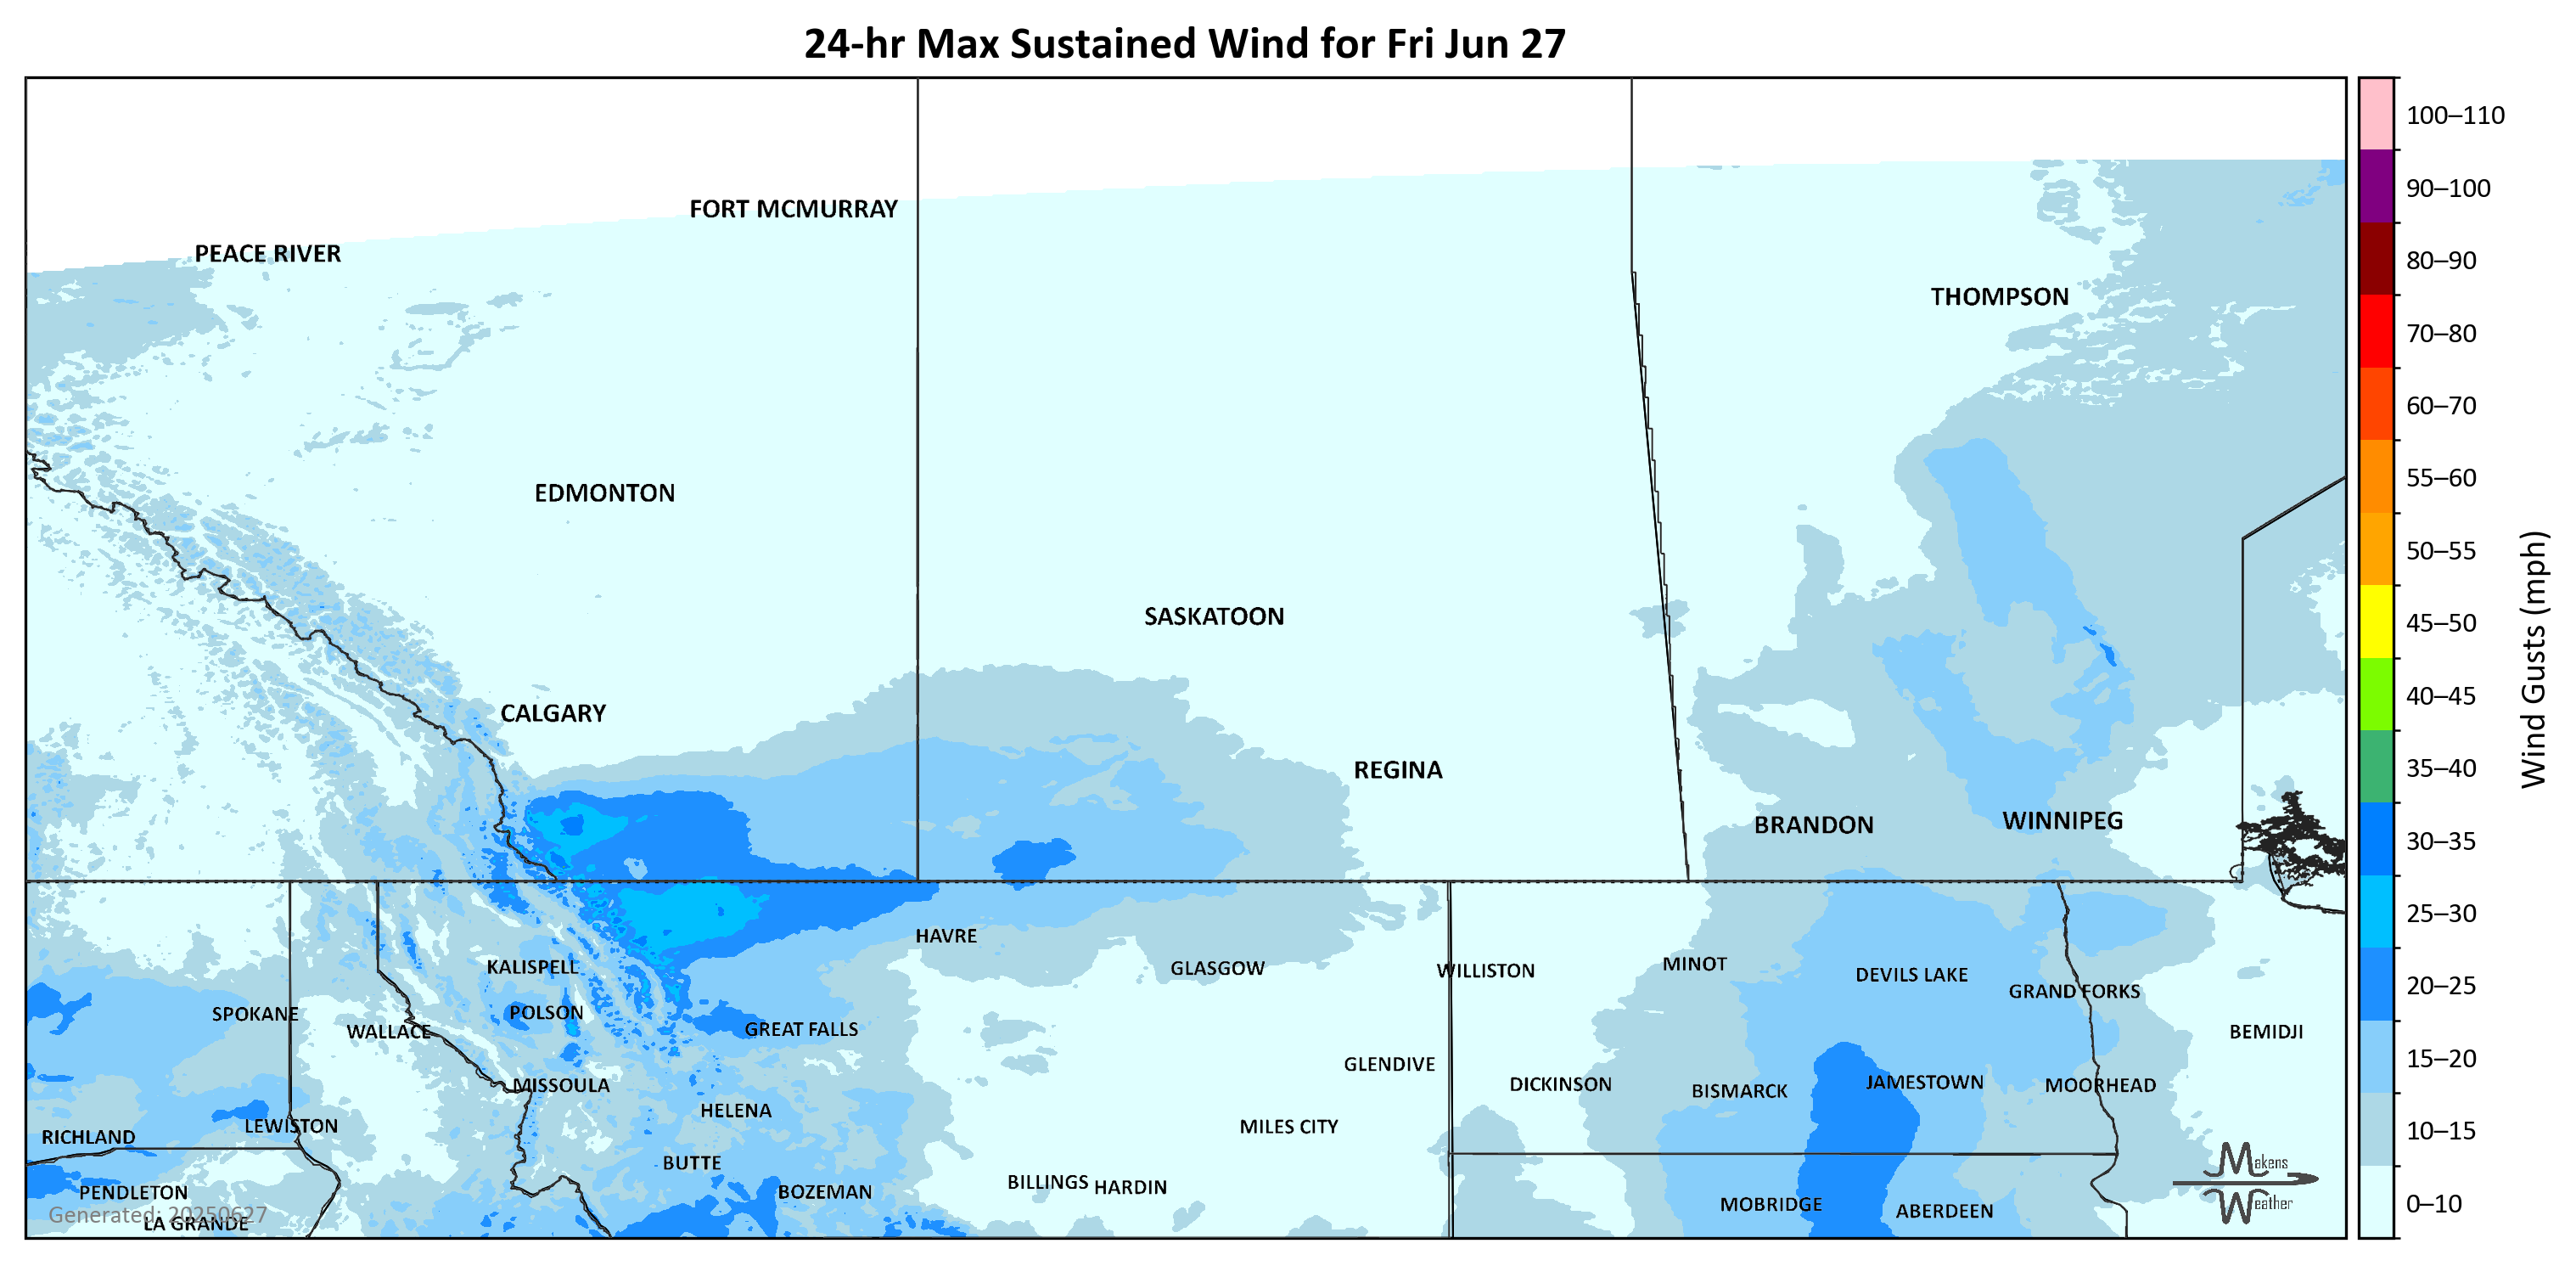 24-hr Max Sustained Wind for Fri Jun 27
100–110
90–100
80–90
70–80
60–70
55–60
50–55
45–50
40–45
35–40
30–35
25–30
20–25
15–20
10–15
0–10
Wind Gusts (mph)
FORT MCMURRAY
PEACE RIVER
THOMPSON
EDMONTON
SASKATOON
CALGARY
REGINA
BRANDON
WINNIPEG
HAVRE
KALISPELL
GLASGOW
WILLISTON
MINOT
DEVILS LAKE
GRAND FORKS
SPOKANE
POLSON
WALLACE
GREAT FALLS
BEMIDJI
GLENDIVE
MISSOULA
DICKINSON
BISMARCK
JAMESTOWN
MOORHEAD
HELENA
LEWISTON
MILES CITY
RICHLAND
BUTTE
BILLINGS
HARDIN
PENDLETON
BOZEMAN
MOBRIDGE
ABERDEEN
Generated: 20250627
LA GRANDE
Makens
Weather